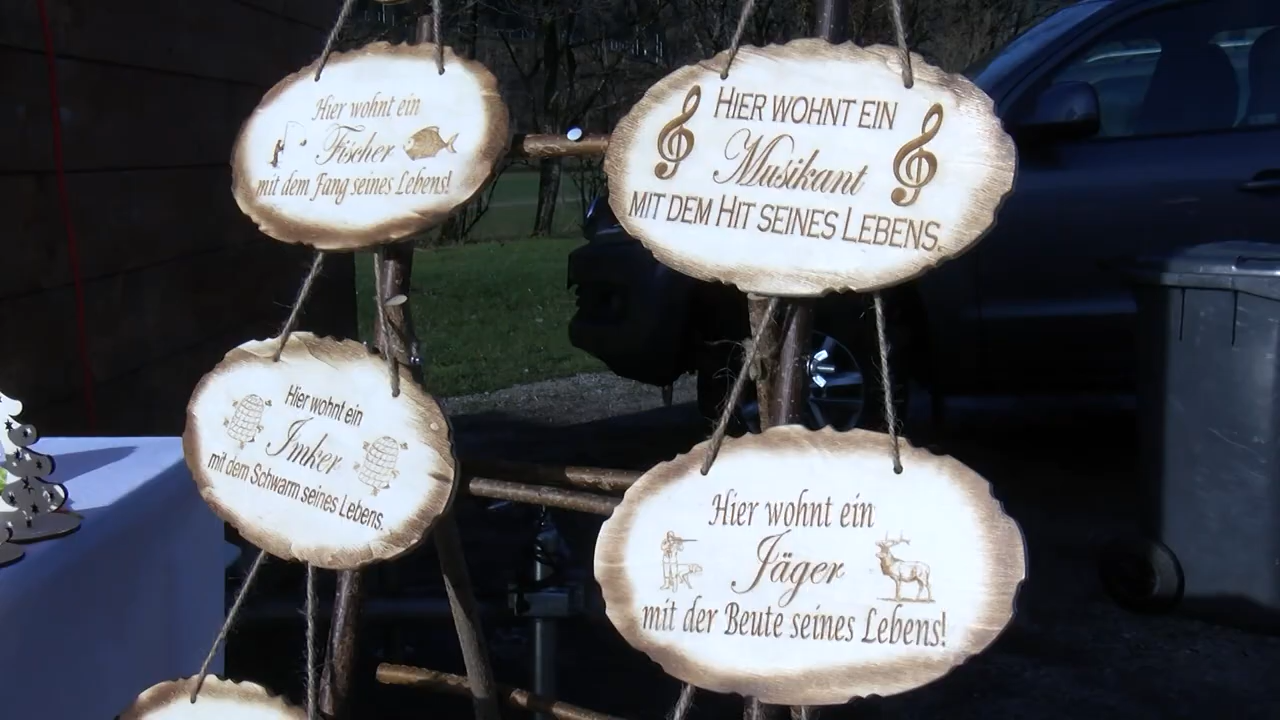 Hier wohnt ein
Fischer
mit dem Fang seines Lebens!
HIER WOHNT EIN
Musikant
MIT DEM HIT SEINES LEBENS.
Hier wohnt ein
Imker
mit dem Schwarm seines Lebens.
Hier wohnt ein
Jäger
mit der Beute seines Lebens!